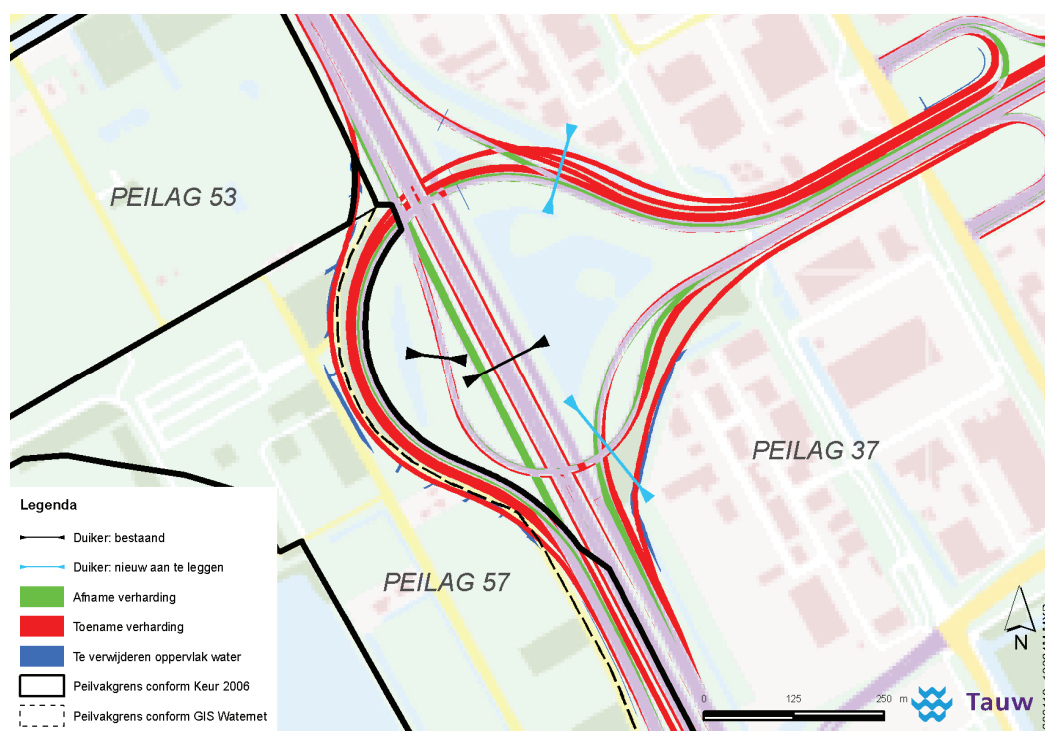 PEILAG 53
PEILAG 37
PEILAG 57
Legenda
Duiker: bestaand
Duiker: nieuw aan te leggen
Afname verharding
Toename verharding
Te verwijderen oppervlak water
Peilvakgrens conform Keur 2006
Peilvakgrens conform GIS Waternet
N
0 125 250 m
Tauw